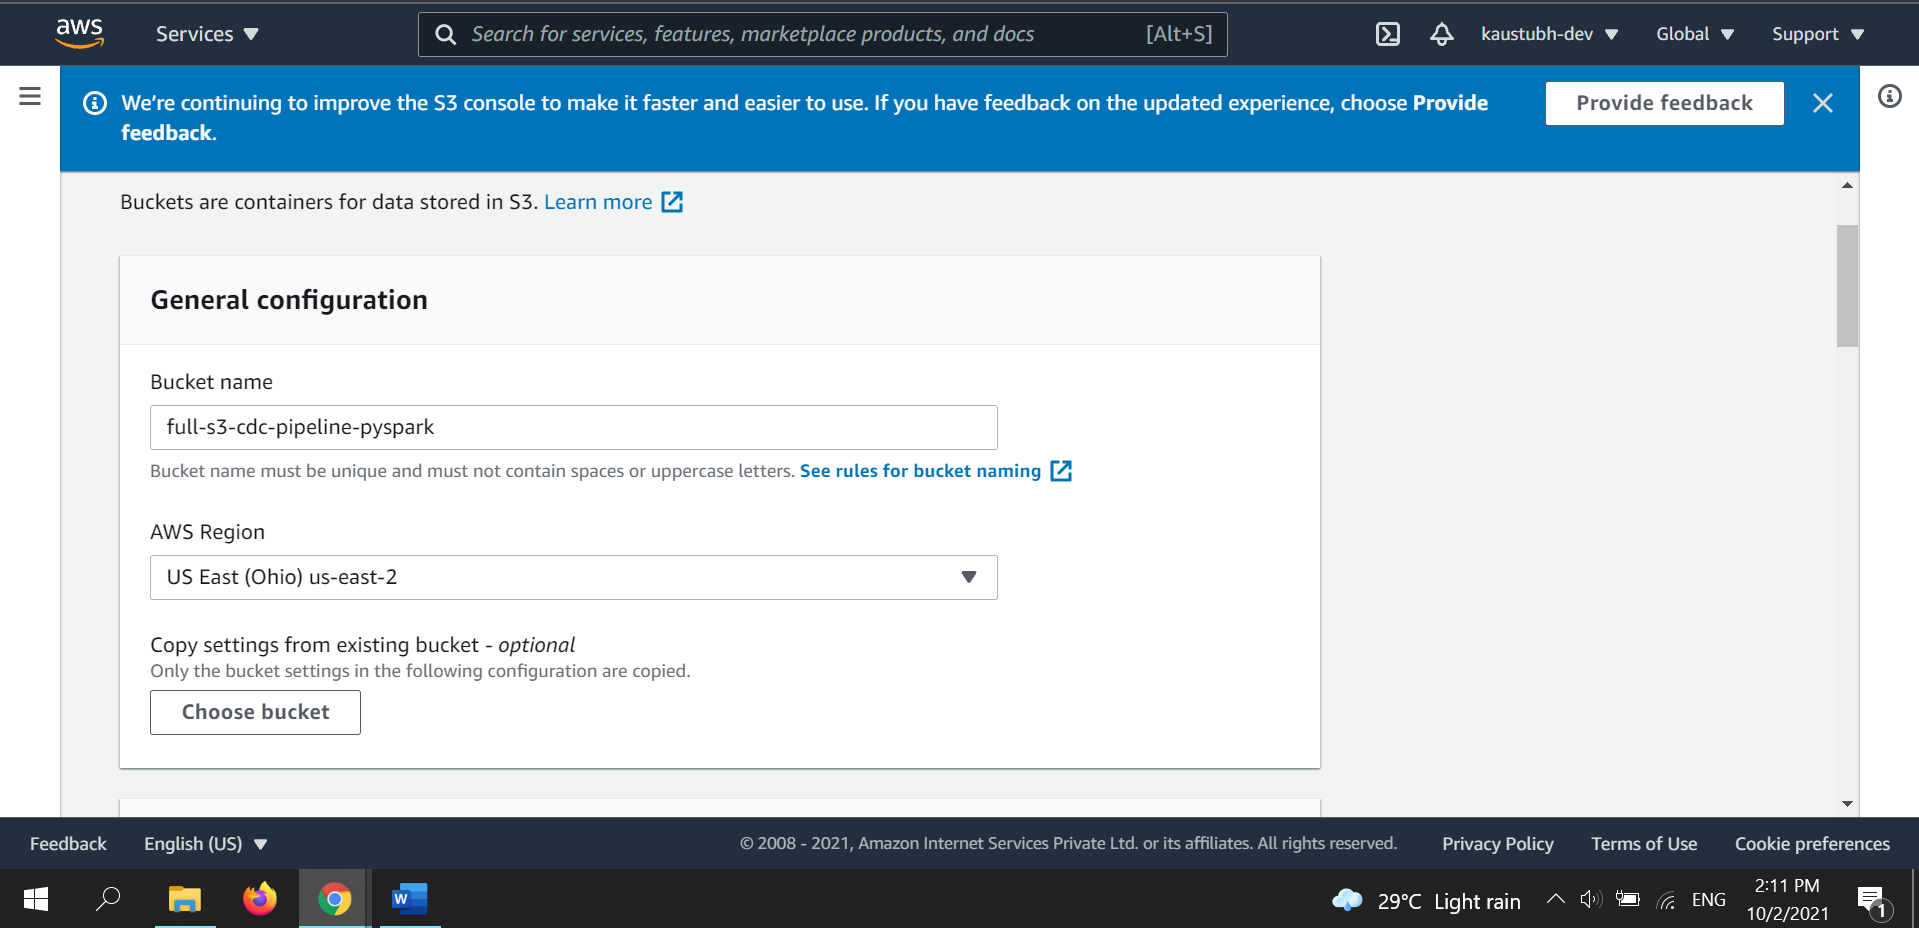 aws Services Search for services, features, marketplace products, and docs [Alt+S] kaustubh-dev Global Support
We're continuing to improve the S3 console to make it faster and easier to use. If you have feedback on the updated experience, choose Provide
feedback.
Provide feedback
Buckets are containers for data stored in S3. Learn more
General configuration
Bucket name
full-s3-cdc-pipeline-pyspark
Bucket name must be unique and must not contain spaces or uppercase letters. See rules for bucket naming
AWS Region
US East (Ohio) us-east-2
Copy settings from existing bucket - optional
Only the bucket settings in the following configuration are copied.
Choose bucket
Feedback English (US) © 2008 - 2021, Amazon Internet Services Private Ltd. or its affiliates. All rights reserved. Privacy Policy Terms of Use Cookie preferences
W 29°C Light rain ENG 2:11 PM
10/2/2021
1